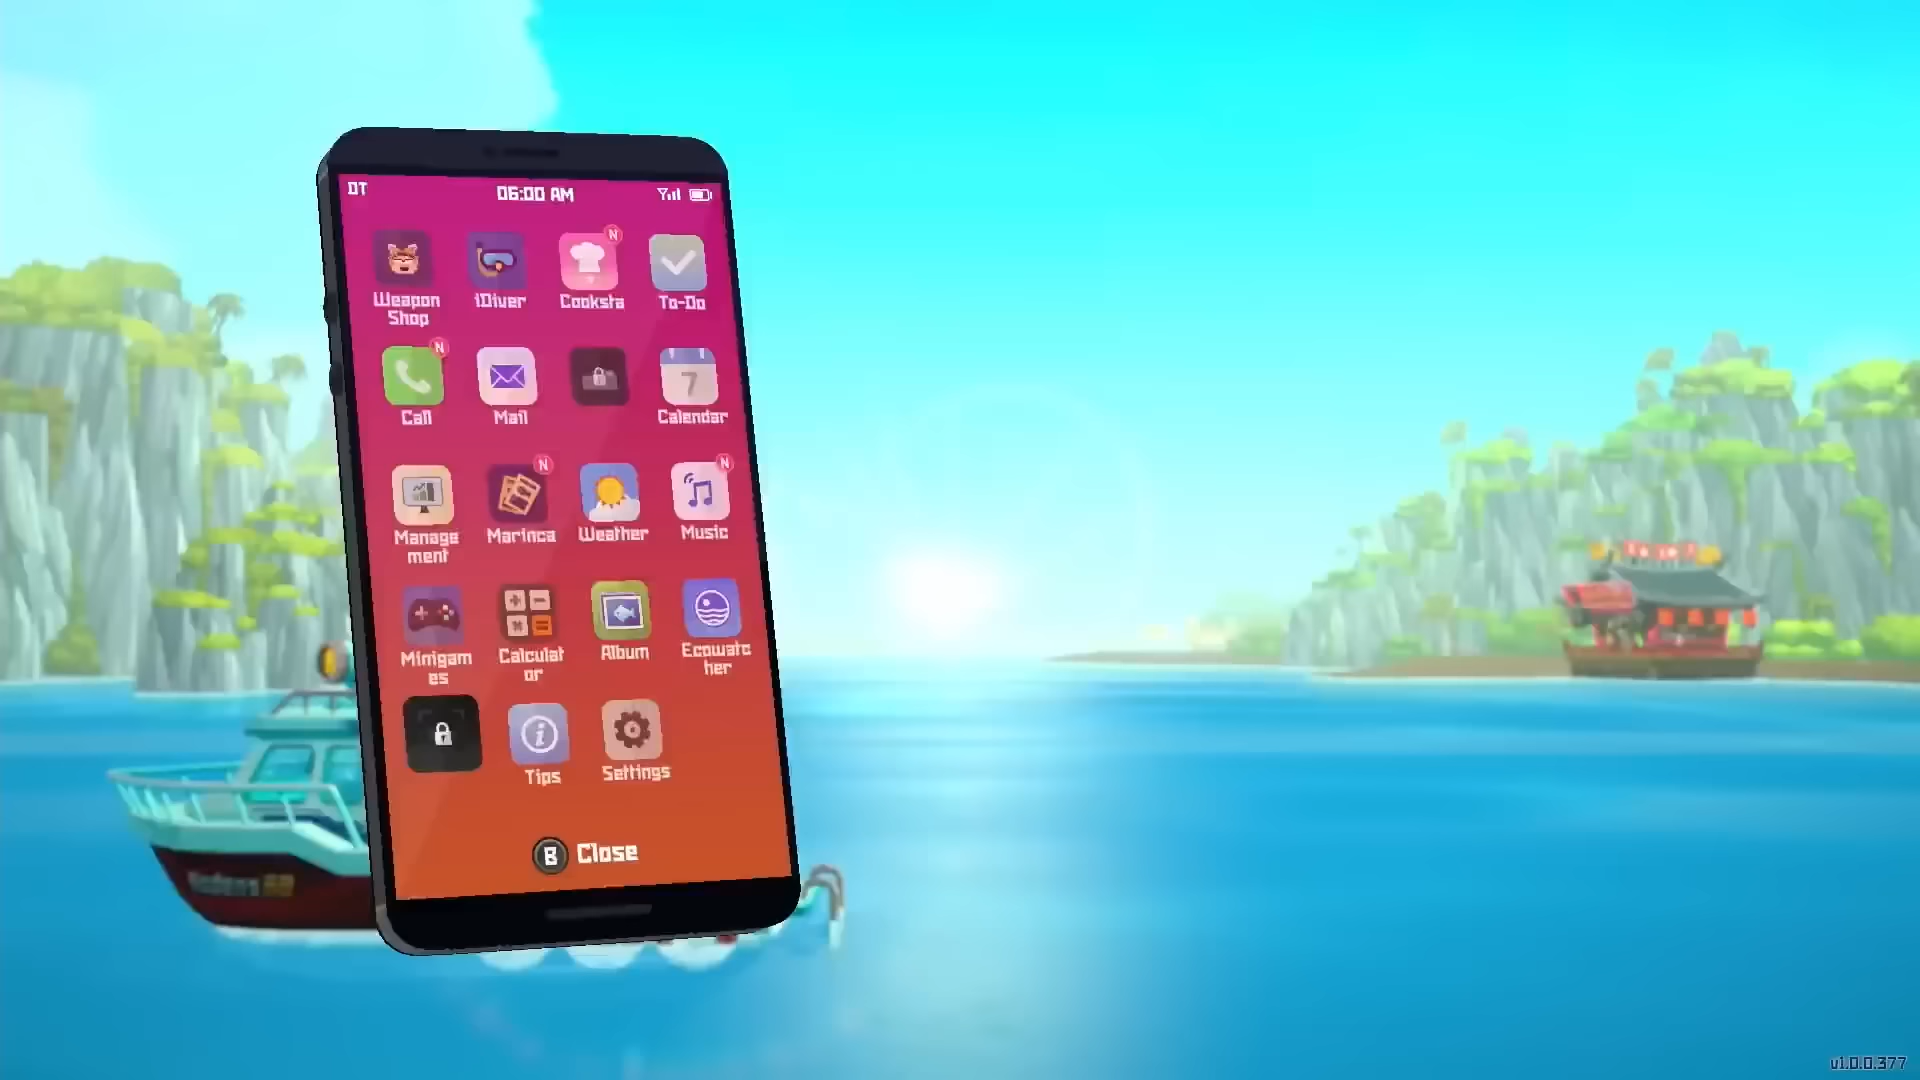 DT
06:00 AM
Weapon
Shop
iDiver
N
Cooksta
To-Do
N
Call
Mail
7
Calendar
Manage
ment
N
Marinca
Weather
N
Music
Minigam
es
Calculat
or
Album
Ecowatc
her
Tips
Settings
B Close
v1.0.0.377